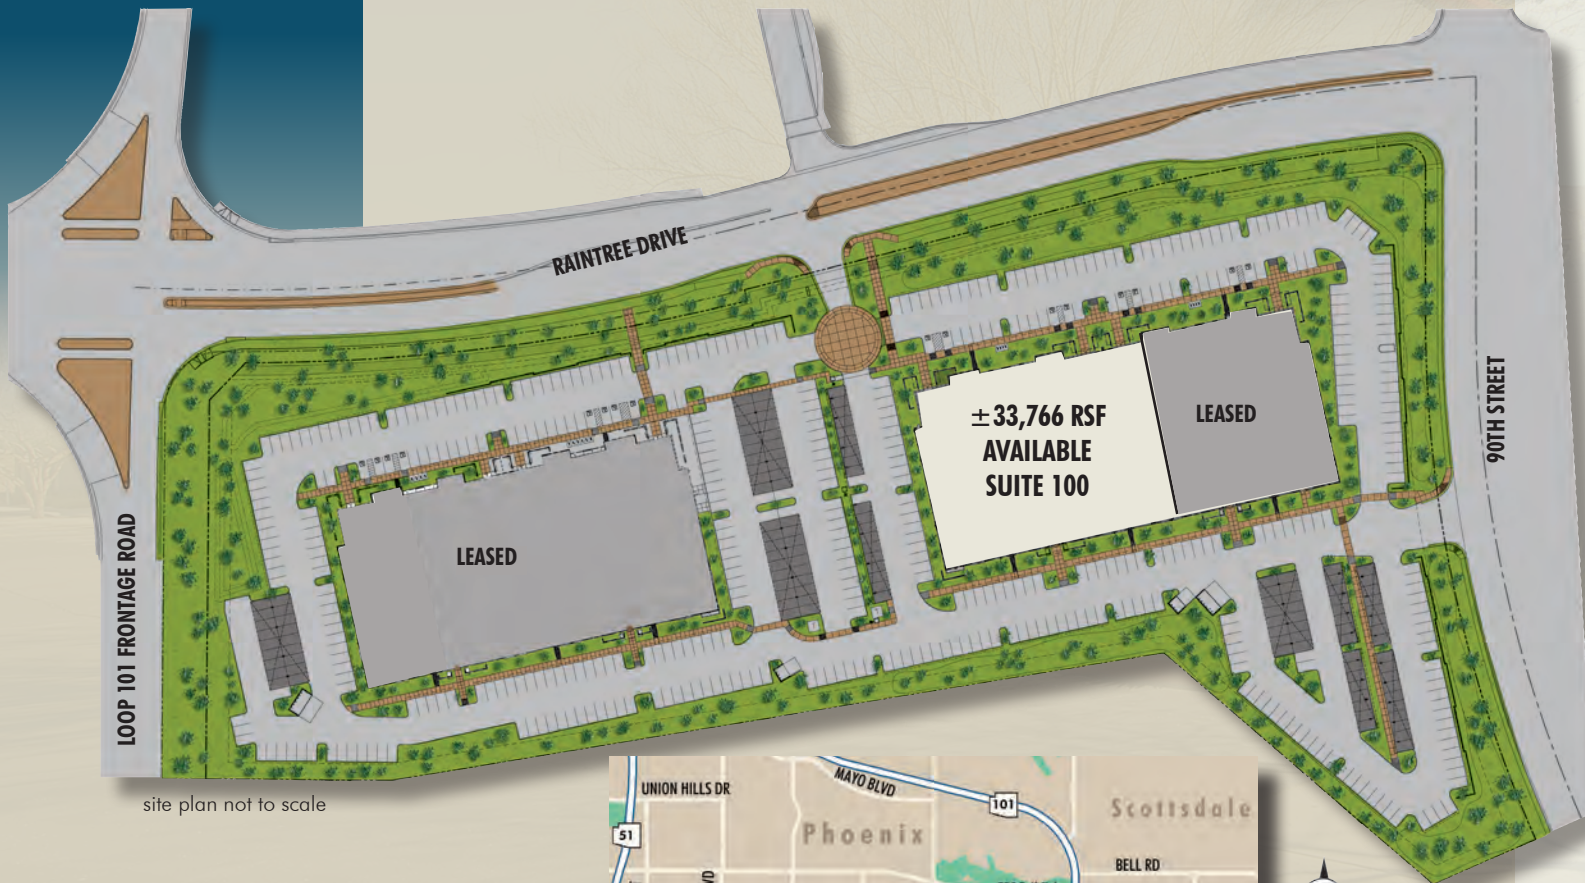 RAINTREE DRIVE
±33,766 RSF
AVAILABLE
SUITE 100
LEASED
90TH STREET
LEASED
LOOP 101 FRONTAGE ROAD
site plan not to scale
UNION HILLS DR
MAYO BLVD
101
Scottsdale
51
Phoenix
BELL RD